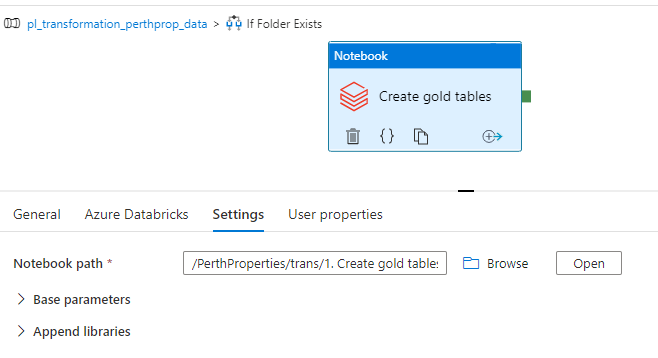 pl_transformation_perthprop_data > If Folder Exists
Notebook
Create gold tables
General Azure Databricks Settings User properties
Notebook path * /PerthProperties/trans/1. Create gold tables Browse Open
> Base parameters
> Append libraries